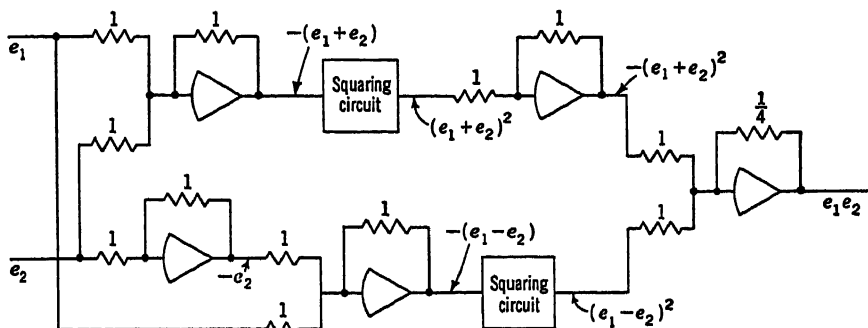 1
1
1
−(e₁+e₂)
−(e₁+e₂)²
e₁
Squaring
circuit
1
(e₁+e₂)²
1/4
1
1
1
1
1
e₁e₂
1
1
−(e₁−e₂)
e₂
−e₂
Squaring
circuit
(e₁−e₂)²
1